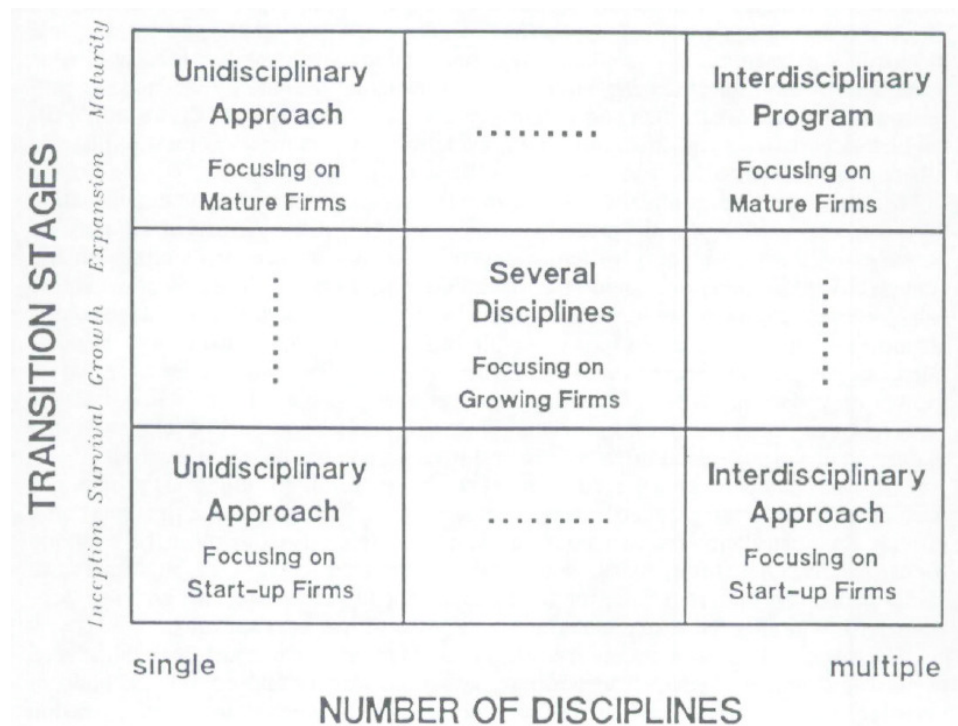 TRANSITION STAGES
Inception Survival Growth Expansion Maturity
Unidisciplinary
Approach
Focusing on
Mature Firms
............
Interdisciplinary
Program
Focusing on
Mature Firms
Several
Disciplines
Focusing on
Growing Firms
Unidisciplinary
Approach
Focusing on
Start-up Firms
............
Interdisciplinary
Approach
Focusing on
Start-up Firms
single
multiple
NUMBER OF DISCIPLINES